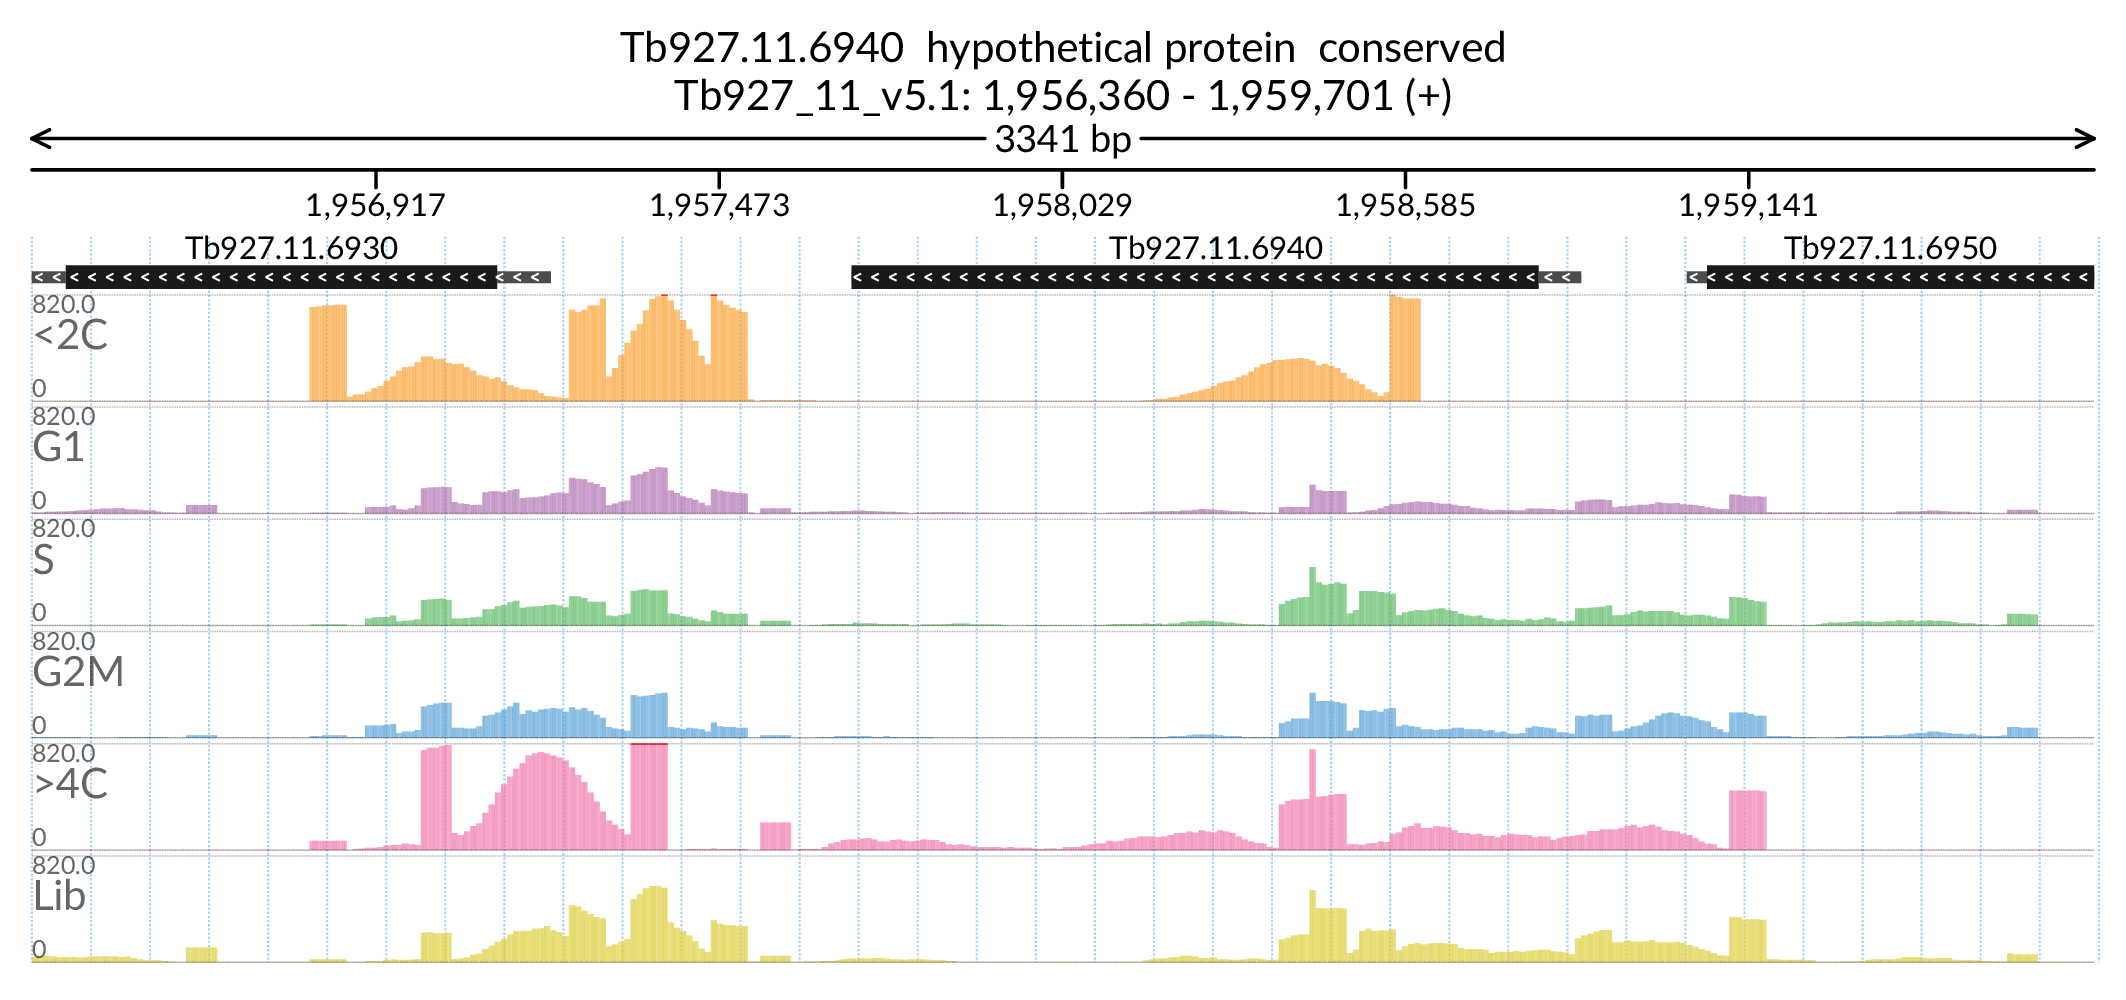 Tb927.11.6940  hypothetical protein  conserved
Tb927_11_v5.1: 1,956,360 - 1,959,701 (+)
3341 bp
1,956,917 1,957,473 1,958,029 1,958,585 1,959,141
Tb927.11.6930 Tb927.11.6940 Tb927.11.6950
820.0
<2C
0
820.0
G1
0
820.0
S
0
820.0
G2M
0
820.0
>4C
0
820.0
Lib
0